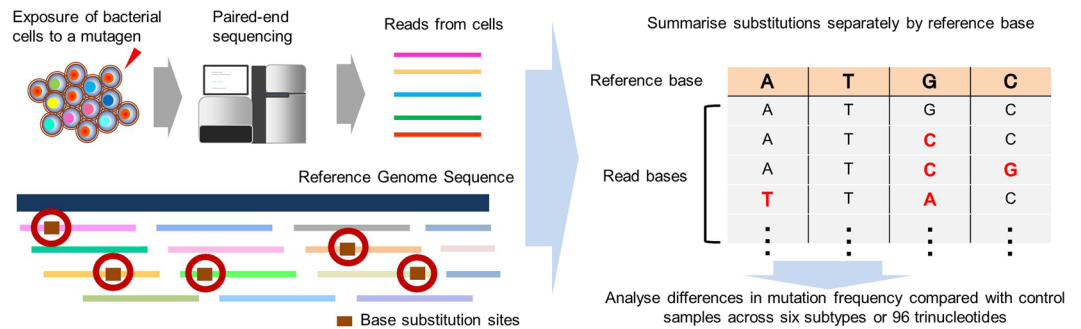 Exposure of bacterial
cells to a mutagen
Paired-end
sequencing
Reads from cells
Reference Genome Sequence
Base substitution sites
Summarise substitutions separately by reference base
Reference base A T G C
A T G C
A T C C
Read bases A T C G
T T A C
Analyse differences in mutation frequency compared with control
samples across six subtypes or 96 trinucleotides